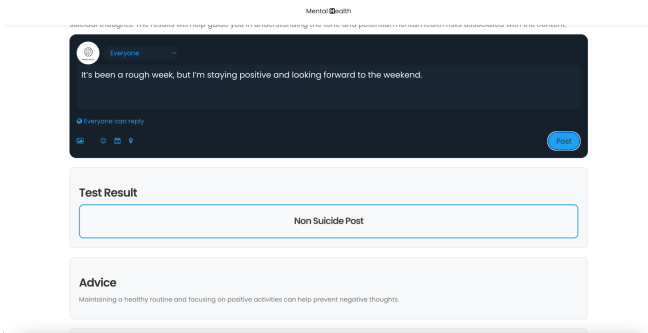 Mental Health
suicidal thoughts. The results will help guide you in understanding the tone and potential mental health risks associated with the content.
Everyone
It's been a rough week, but I'm staying positive and looking forward to the weekend.
Everyone can reply
Post
Test Result
Non Suicide Post
Advice
Maintaining a healthy routine and focusing on positive activities can help prevent negative thoughts.